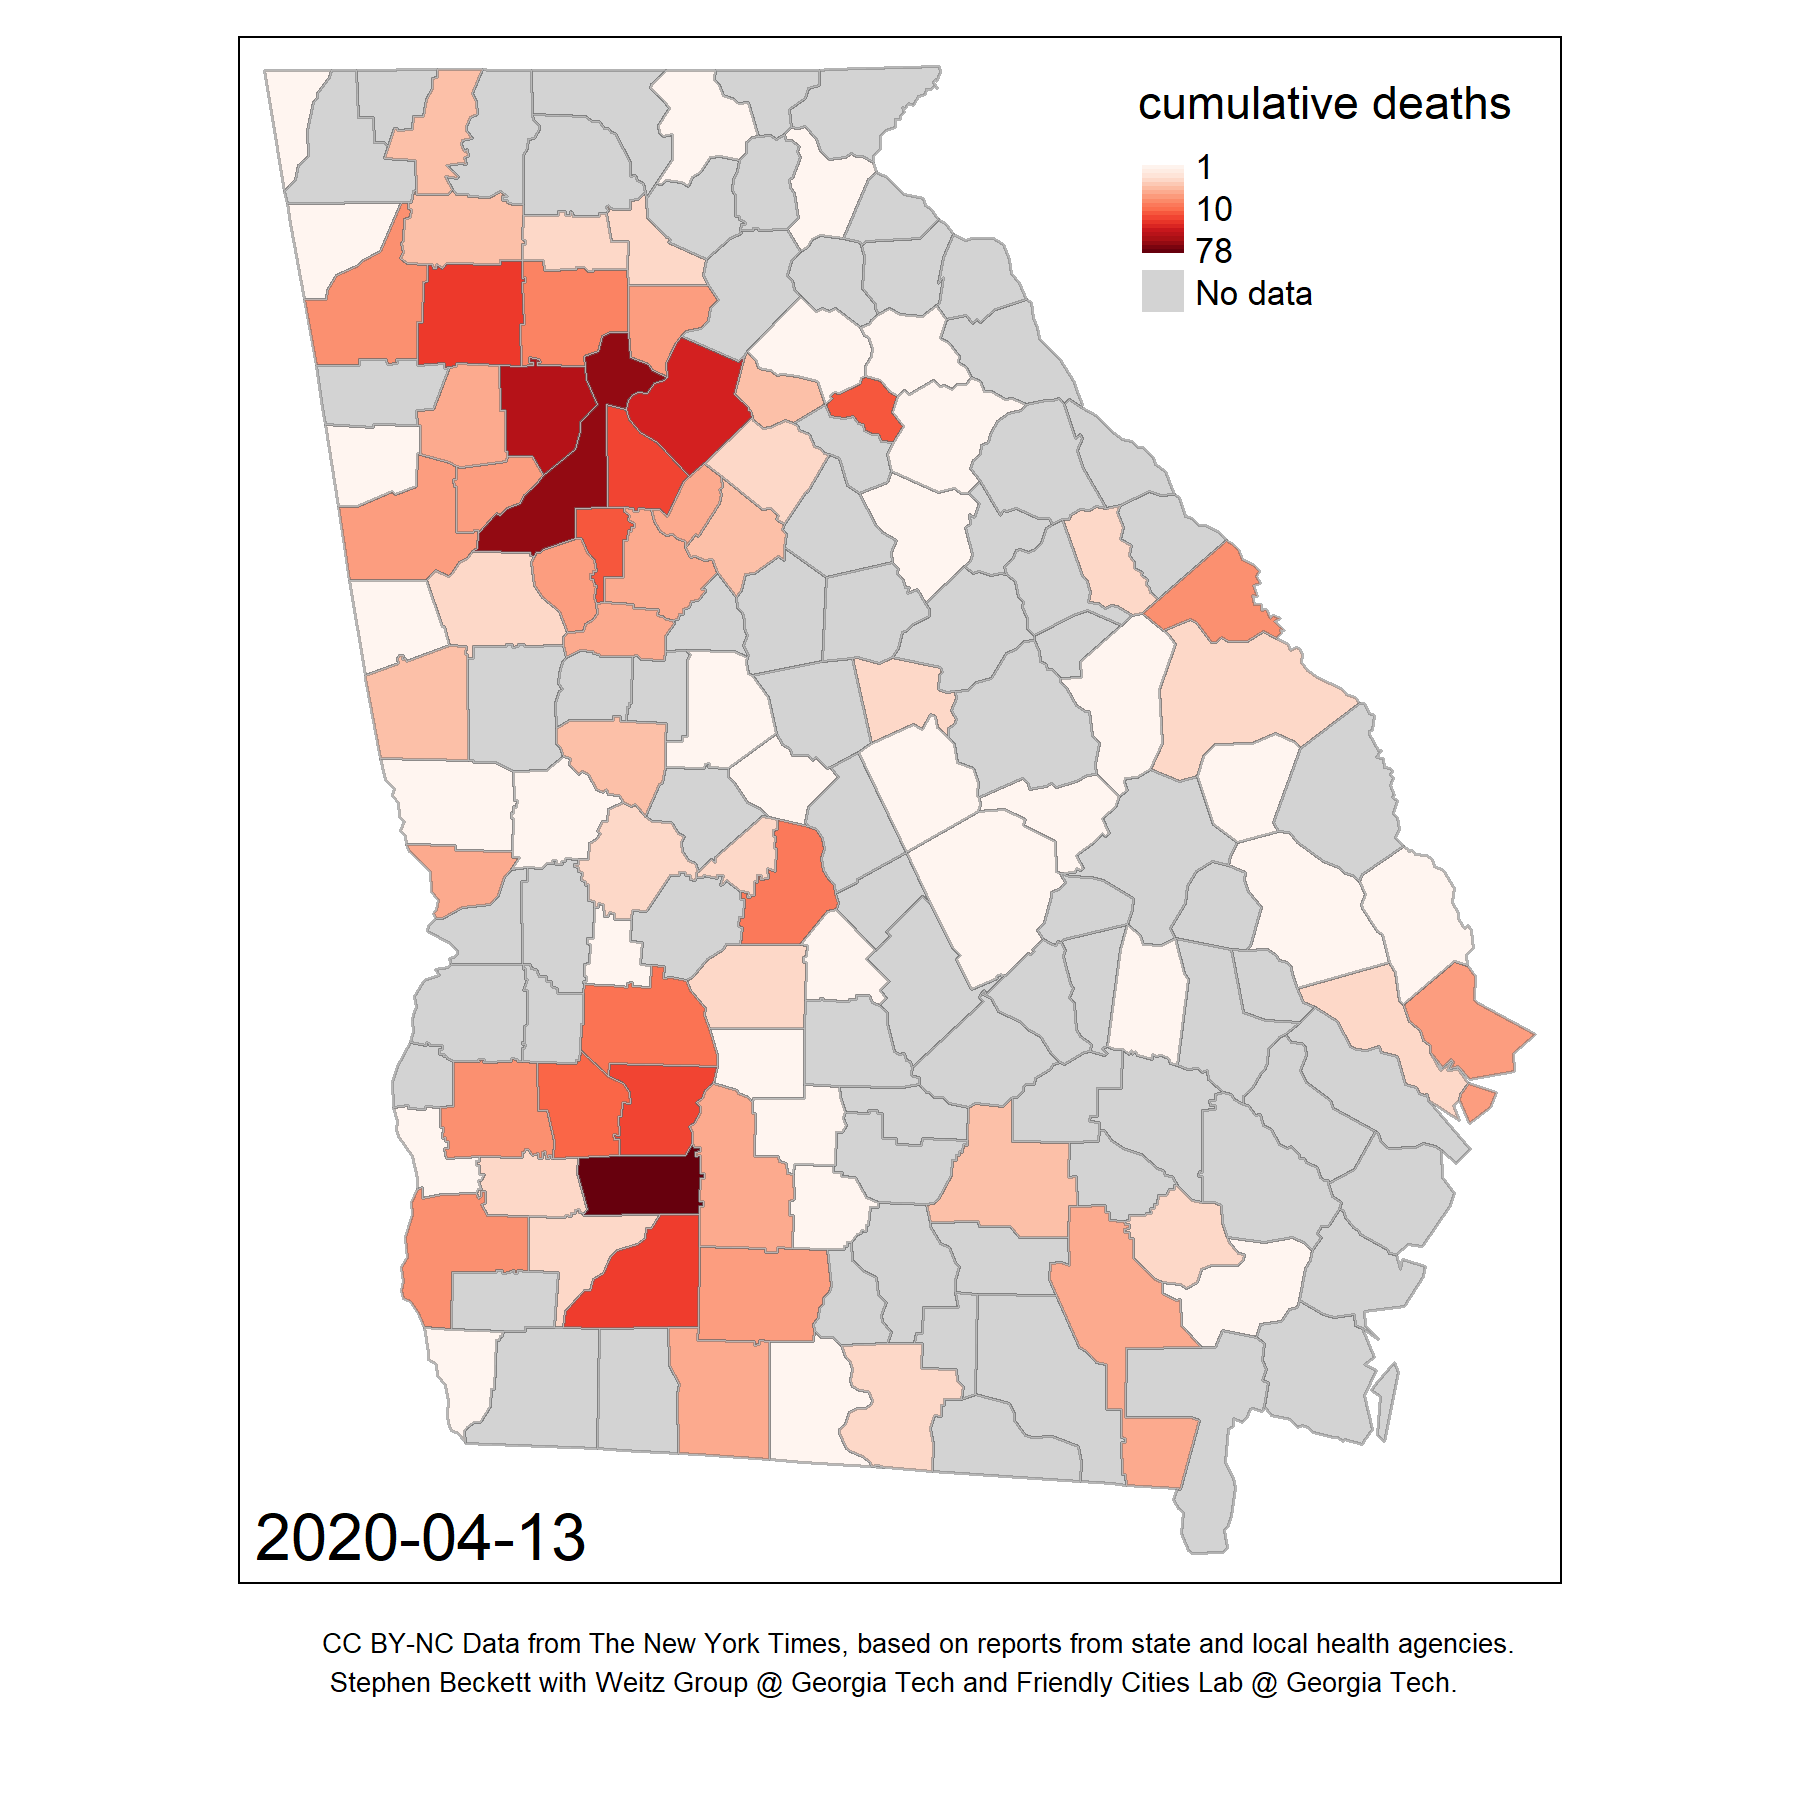 cumulative deaths
1
10
78
No data
2020-04-13
CC BY-NC Data from The New York Times, based on reports from state and local health agencies.
Stephen Beckett with Weitz Group @ Georgia Tech and Friendly Cities Lab @ Georgia Tech.